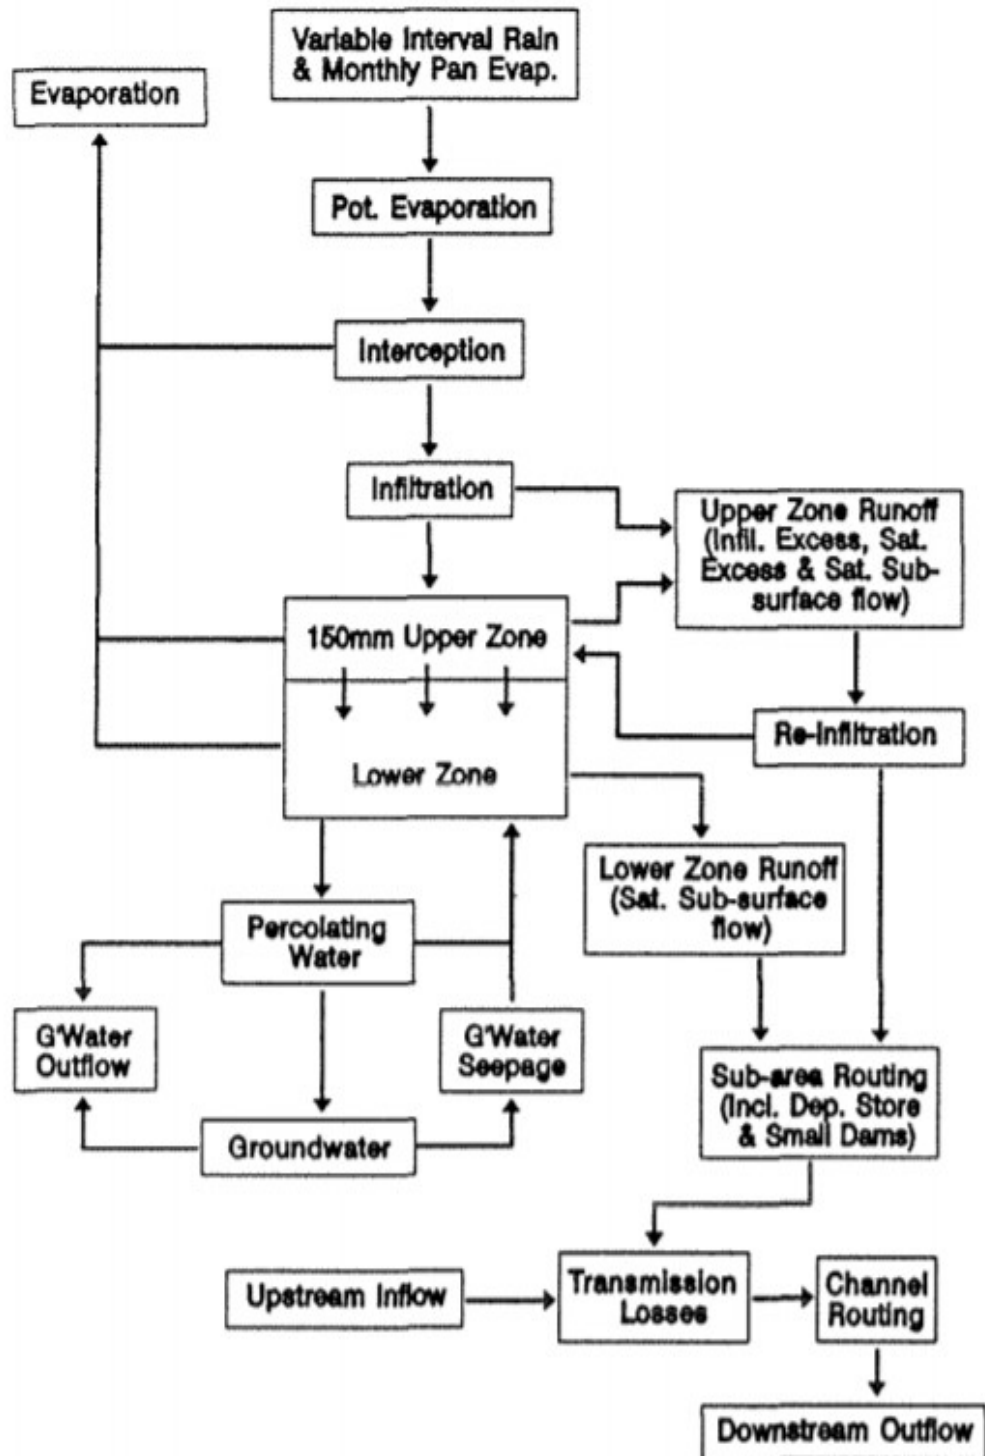 Variable Interval Rain
& Monthly Pan Evap.
Evaporation
Pot. Evaporation
Interception
Infiltration
Upper Zone Runoff
(Infil. Excess, Sat.
Excess & Sat. Sub-
surface flow)
150mm Upper Zone
Re-Infiltration
Lower Zone
Lower Zone Runoff
(Sat. Sub-surface
flow)
Percolating
Water
G'Water
Outflow
G'Water
Seepage
Sub-area Routing
(Incl. Dep. Store
& Small Dams)
Groundwater
Upstream Inflow
Transmission
Losses
Channel
Routing
Downstream Outflow